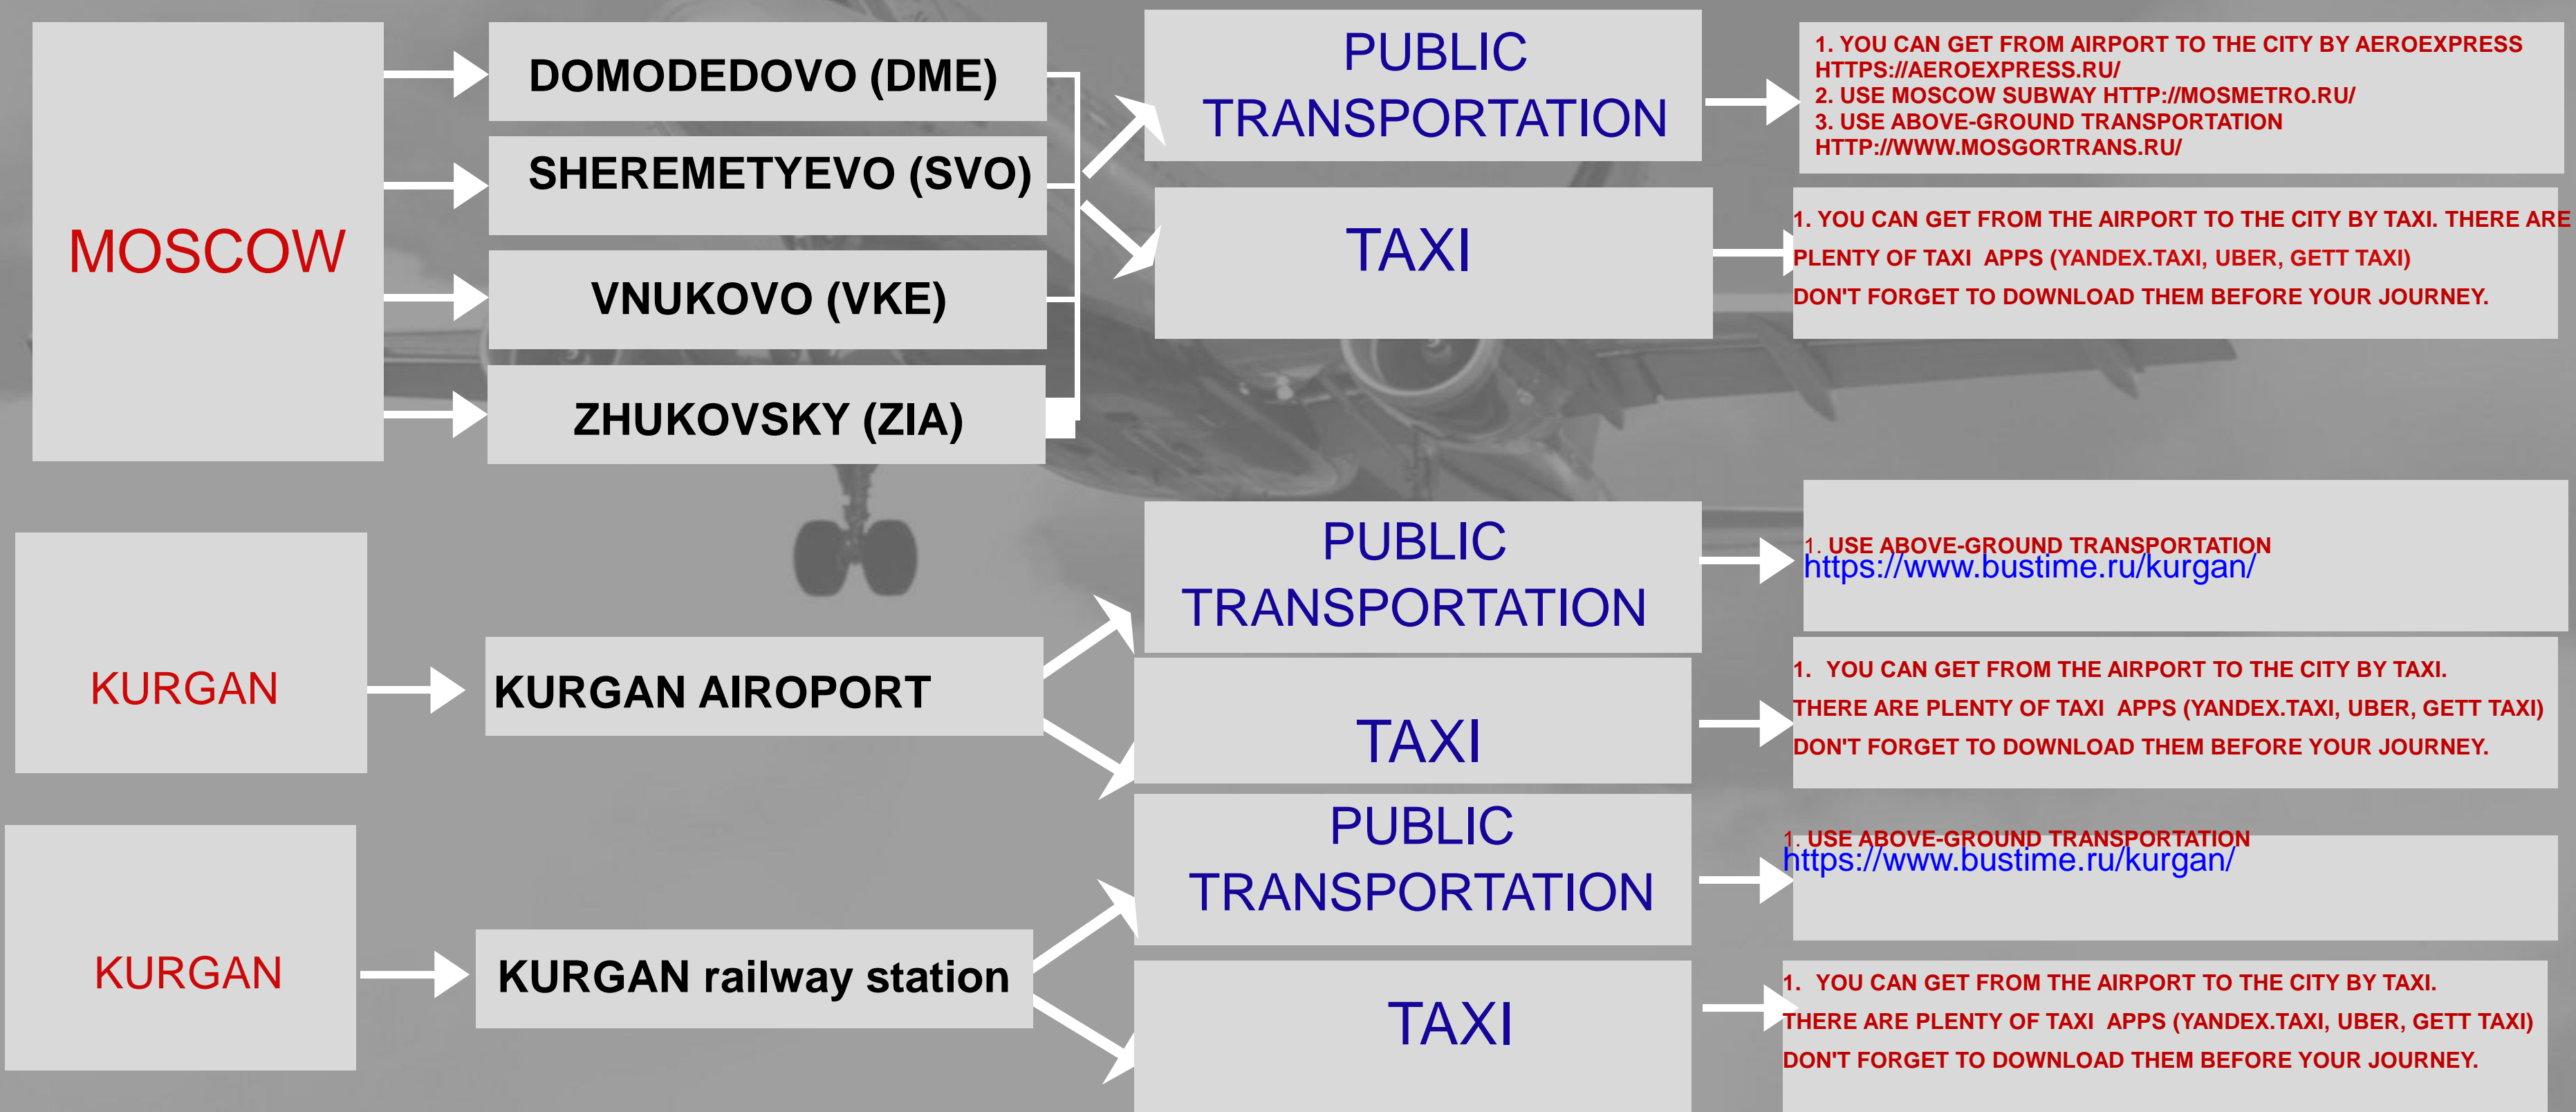 MOSCOW
DOMODEDOVO (DME)
SHEREMETYEVO (SVO)
VNUKOVO (VKE)
ZHUKOVSKY (ZIA)
PUBLIC
TRANSPORTATION
1. YOU CAN GET FROM AIRPORT TO THE CITY BY AEROEXPRESS
HTTPS://AEROEXPRESS.RU/
2. USE MOSCOW SUBWAY HTTP://MOSMETRO.RU/
3. USE ABOVE-GROUND TRANSPORTATION
HTTP://WWW.MOSGORTRANS.RU/
TAXI
1. YOU CAN GET FROM THE AIRPORT TO THE CITY BY TAXI. THERE ARE
PLENTY OF TAXI APPS (YANDEX.TAXI, UBER, GETT TAXI)
DON'T FORGET TO DOWNLOAD THEM BEFORE YOUR JOURNEY.
KURGAN
KURGAN AIROPORT
PUBLIC
TRANSPORTATION
1. USE ABOVE-GROUND TRANSPORTATION
https://www.bustime.ru/kurgan/
TAXI
1. YOU CAN GET FROM THE AIRPORT TO THE CITY BY TAXI.
THERE ARE PLENTY OF TAXI APPS (YANDEX.TAXI, UBER, GETT TAXI)
DON'T FORGET TO DOWNLOAD THEM BEFORE YOUR JOURNEY.
KURGAN
KURGAN railway station
PUBLIC
TRANSPORTATION
1. USE ABOVE-GROUND TRANSPORTATION
https://www.bustime.ru/kurgan/
TAXI
1. YOU CAN GET FROM THE AIRPORT TO THE CITY BY TAXI.
THERE ARE PLENTY OF TAXI APPS (YANDEX.TAXI, UBER, GETT TAXI)
DON'T FORGET TO DOWNLOAD THEM BEFORE YOUR JOURNEY.